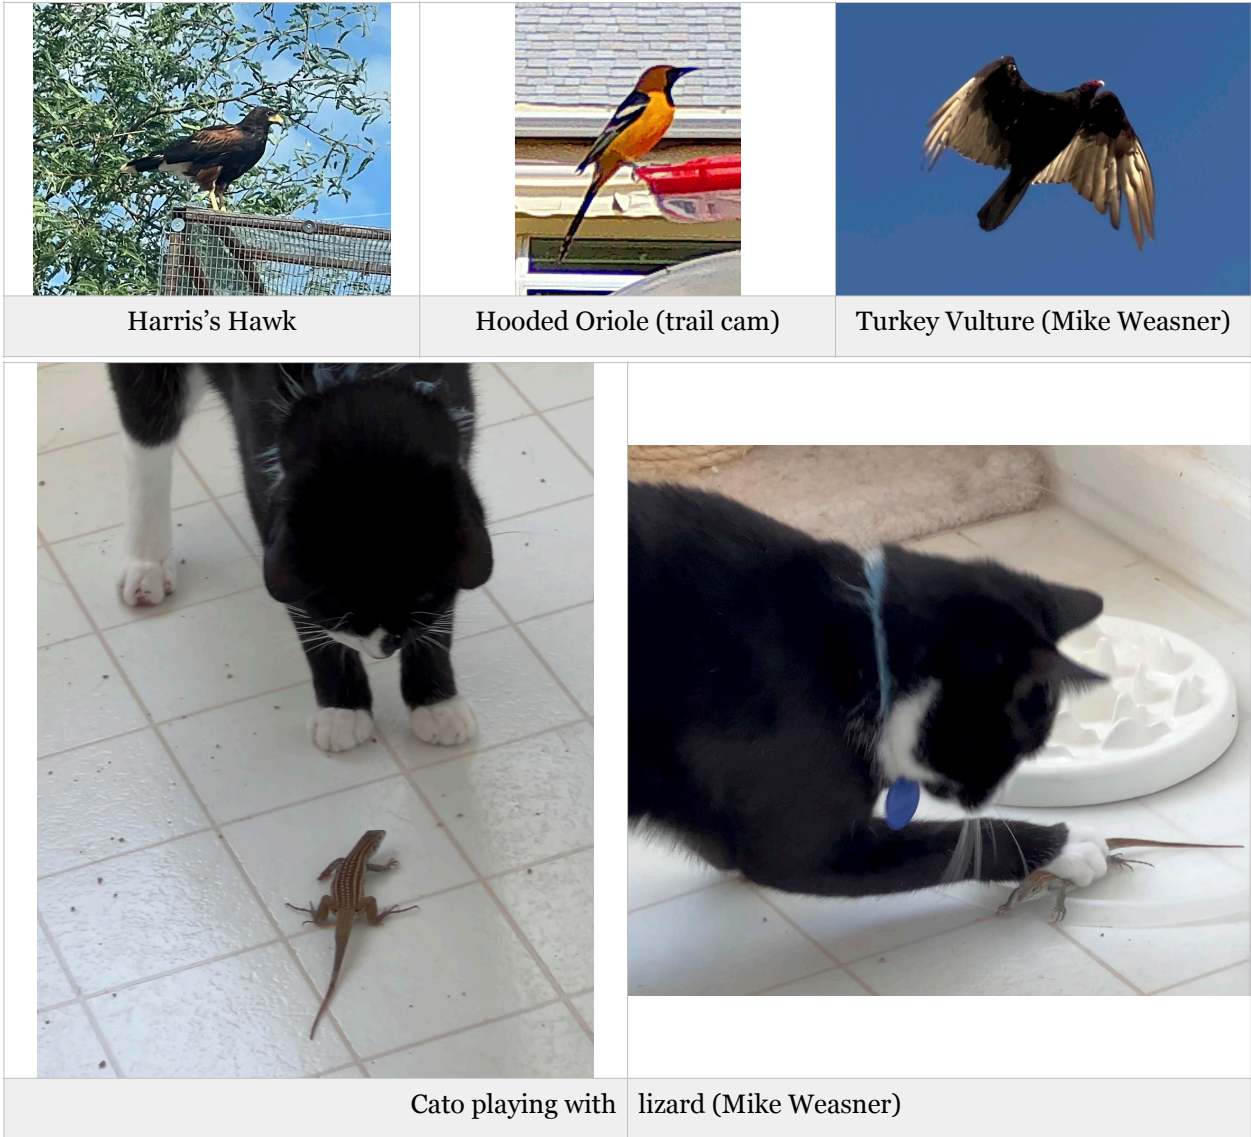 Harris’s Hawk
Hooded Oriole (trail cam)
Turkey Vulture (Mike Weasner)
Cato playing with lizard (Mike Weasner)